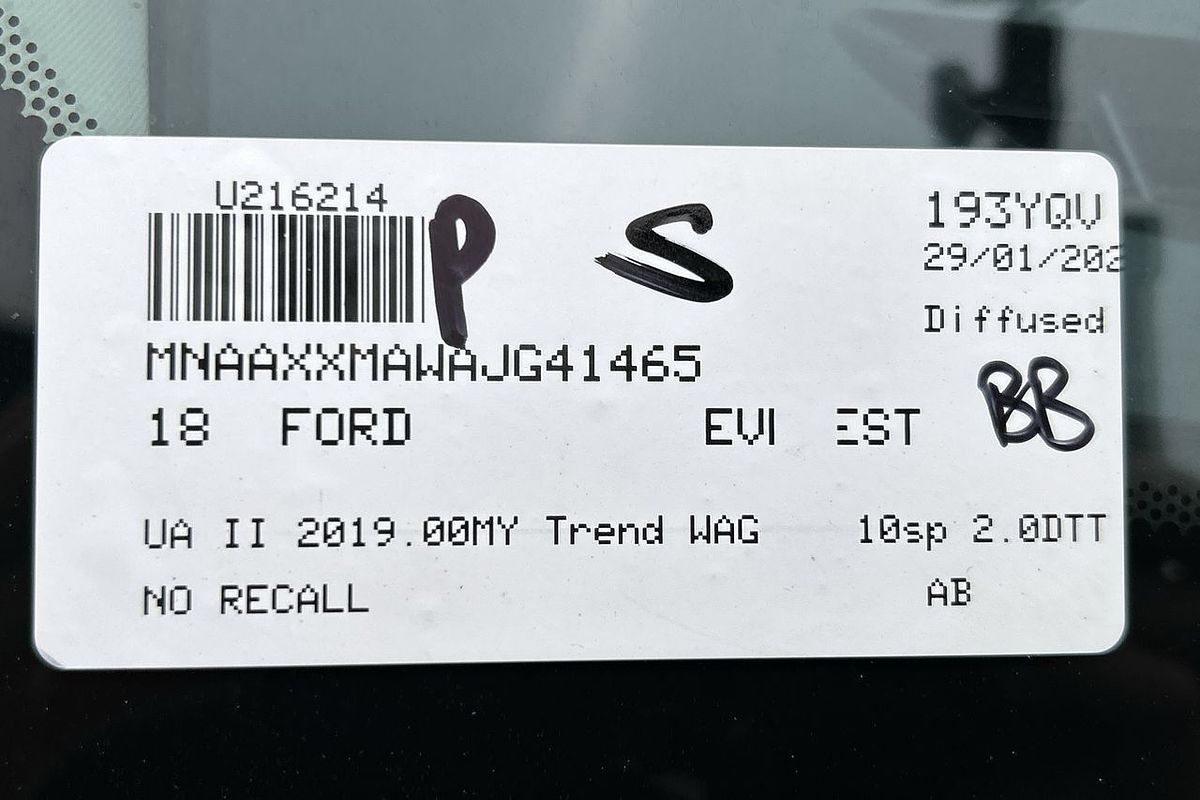 U216214
P
S
193YQV
29/01/202
Diffused
MNAAXXMAWAJG41465
BB
18 FORD EVI EST
UA II 2019.00MY Trend WAG 10sp 2.0DTT
NO RECALL AB